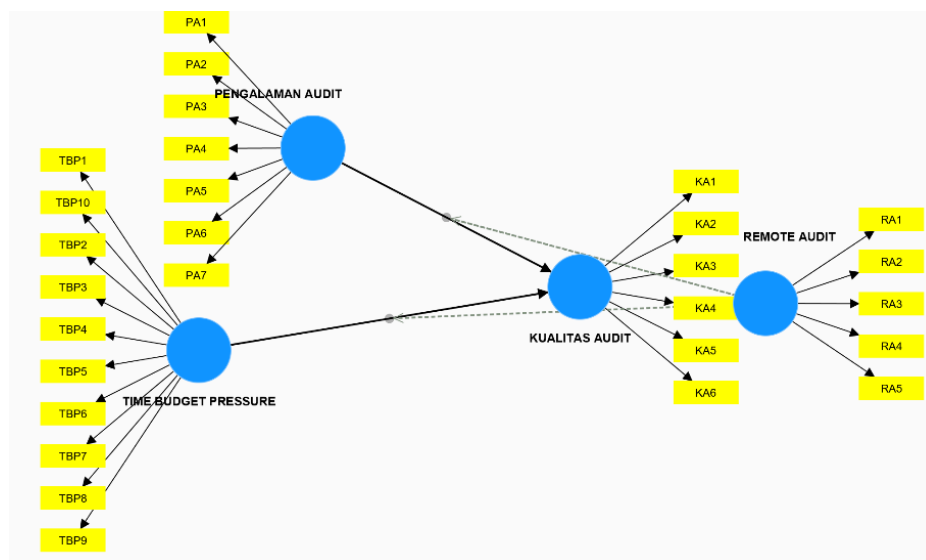 PA1
PA2
PENGALAMAN AUDIT
PA3
PA4
PA5
PA6
PA7
TBP1
TBP10
TBP2
TBP3
TBP4
TBP5
TBP6
TBP7
TBP8
TBP9
TIME BUDGET PRESSURE
KA1
KA2
KA3
KA4
KA5
KA6
KUALITAS AUDIT
REMOTE AUDIT
RA1
RA2
RA3
RA4
RA5